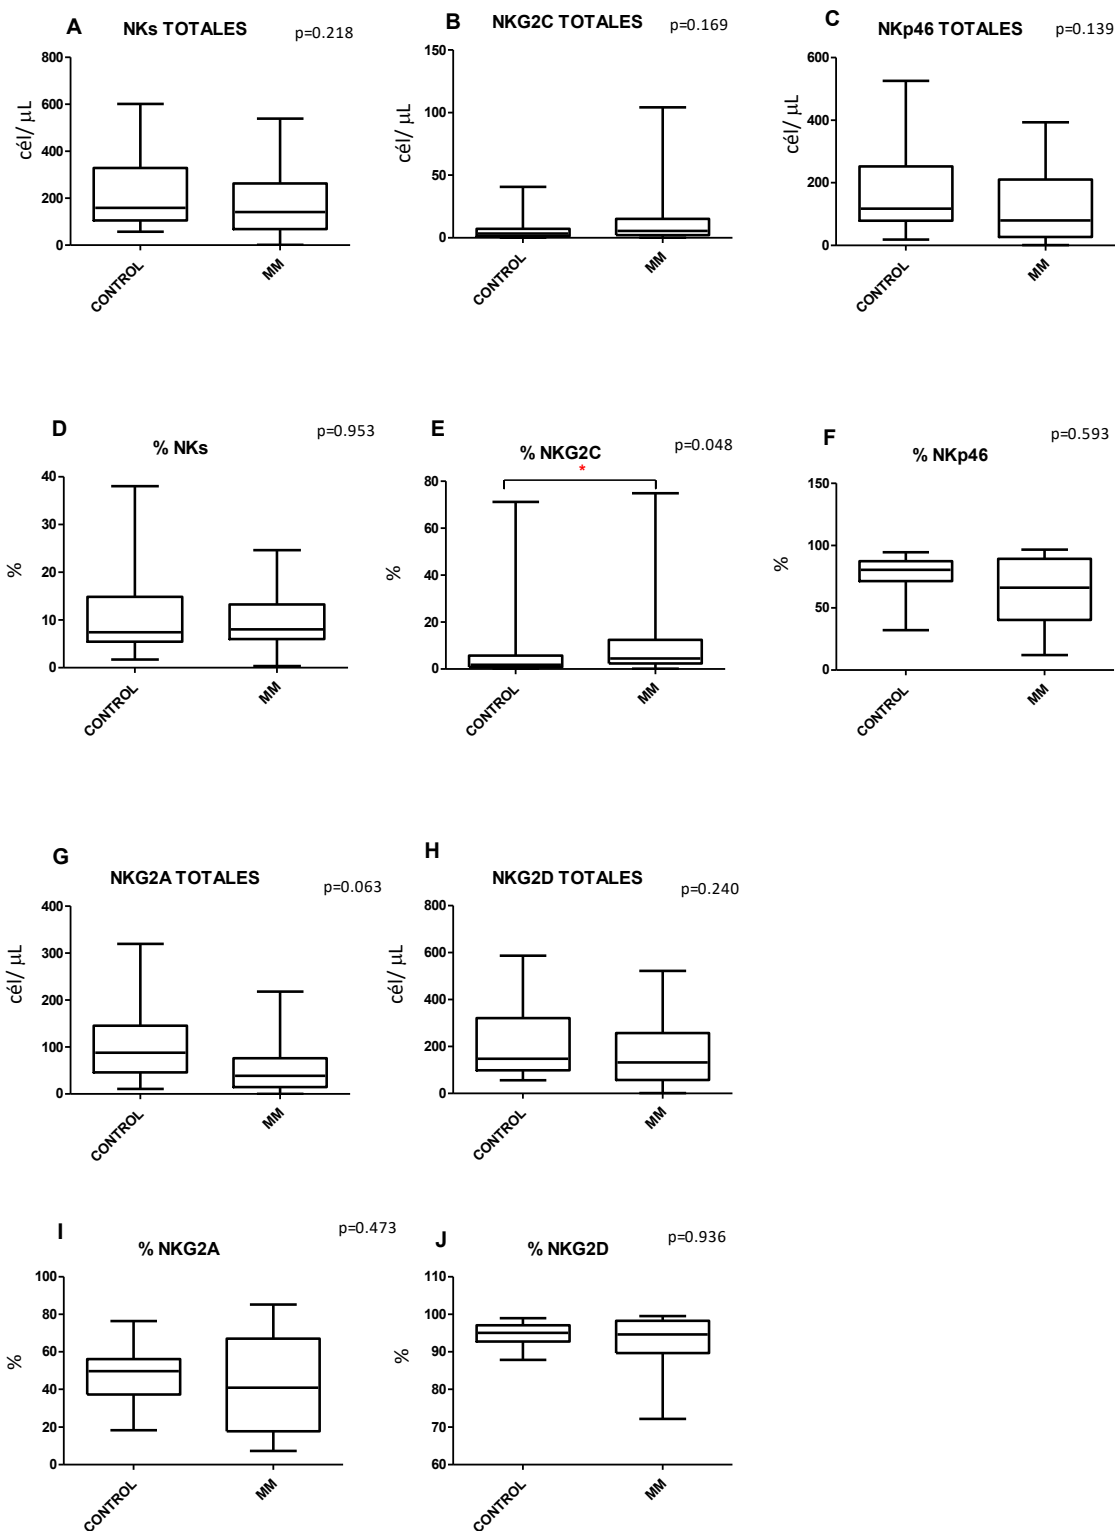 A
NKs TOTALES
p=0.218
800
600
400
200
0
cél/ µL
CONTROL
MM
B
NKG2C TOTALES
p=0.169
150
100
50
0
CONTROL
MM
C
NKp46 TOTALES
p=0.139
600
400
200
0
cél/ µL
CONTROL
MM
D
% NKs
p=0.953
40
30
20
10
0
%
CONTROL
MM
E
% NKG2C
p=0.048
*
80
60
40
20
0
%
CONTROL
MM
F
% NKp46
p=0.593
150
100
50
0
%
CONTROL
MM
G
NKG2A TOTALES
p=0.063
400
300
200
100
0
cél/ µL
CONTROL
MM
H
NKG2D TOTALES
p=0.240
800
600
400
200
0
cél/ µL
CONTROL
MM
I
% NKG2A
p=0.473
100
80
60
40
20
0
%
CONTROL
MM
J
% NKG2D
p=0.936
110
100
90
80
70
60
%
CONTROL
MM